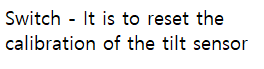 Switch - It is to reset the
calibration of the tilt sensor